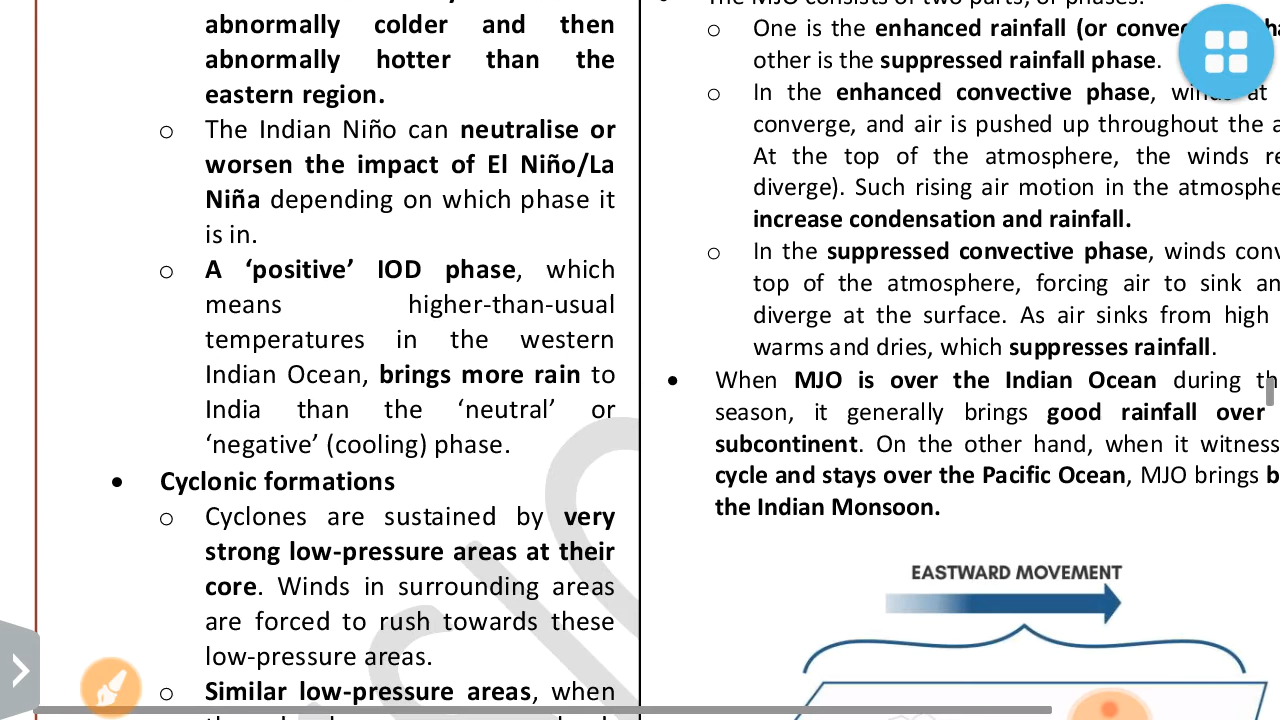 abnormally colder and then
abnormally hotter than the
eastern region.
o The Indian Niño can neutralise or
worsen the impact of El Niño/La
Niña depending on which phase it
is in.
o A ‘positive’ IOD phase, which
means higher-than-usual
temperatures in the western
Indian Ocean, brings more rain to
India than the ‘neutral’ or
‘negative’ (cooling) phase.
• Cyclonic formations
o Cyclones are sustained by very
strong low-pressure areas at their
core. Winds in surrounding areas
are forced to rush towards these
low-pressure areas.
o Similar low-pressure areas, when
The MJO consists of two parts, or phases:
o One is the enhanced rainfall (or
other is the suppressed rainfall phase.
o In the enhanced convective phase, winds at
converge, and air is pushed up throughout the
At the top of the atmosphere, the winds
diverge). Such rising air motion in the
increase condensation and rainfall.
o In the suppressed convective phase, winds
top of the atmosphere, forcing air to sink
diverge at the surface. As air sinks from high
warms and dries, which suppresses rainfall.
• When MJO is over the Indian Ocean during
season, it generally brings good rainfall over
subcontinent. On the other hand, when it
cycle and stays over the Pacific Ocean, MJO brings
the Indian Monsoon.
EASTWARD MOVEMENT